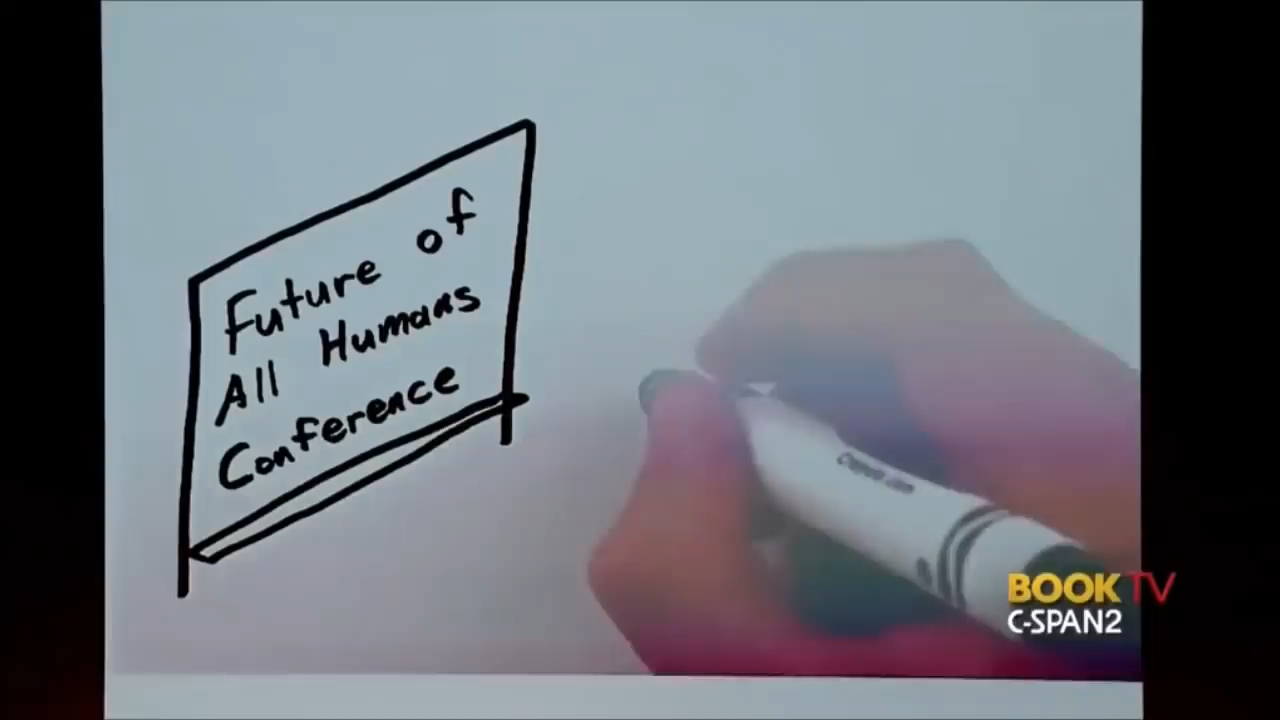 Future of
All Humans
Conference
BOOK TV
C-SPAN2